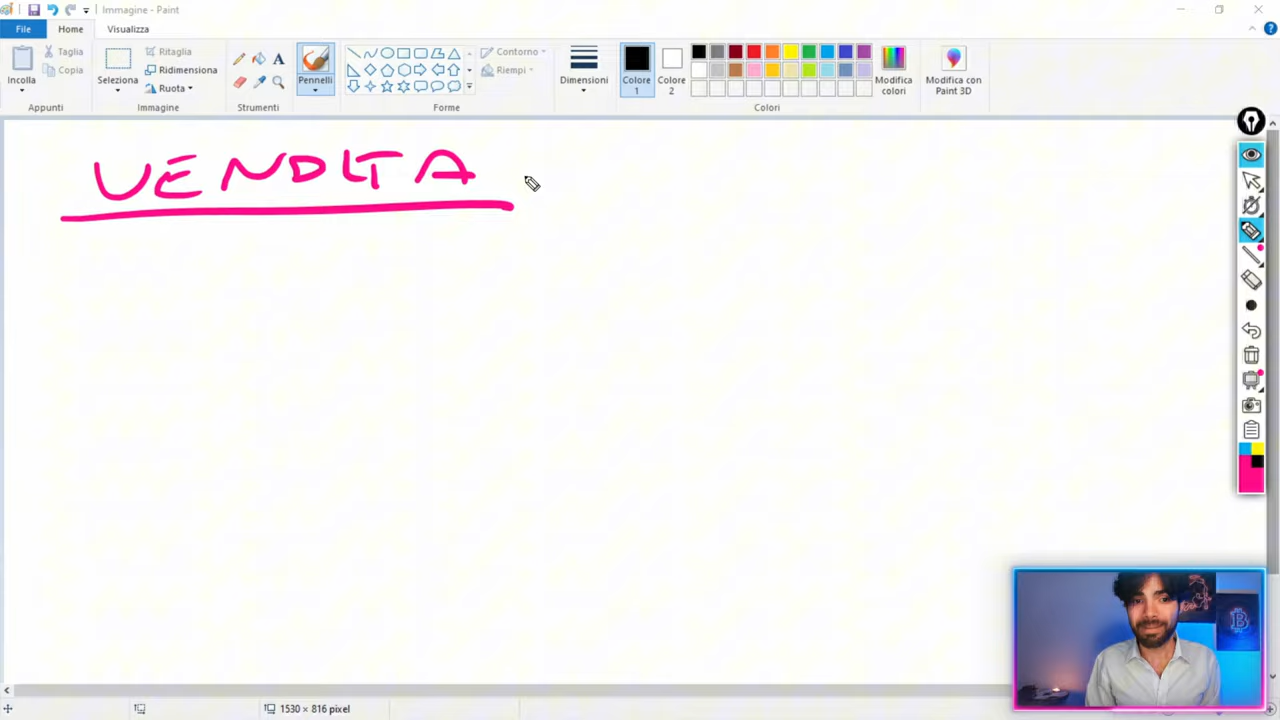 Immagine - Paint
File Home Visualizza
Incolla
Taglia
Copia
Appunti
Seleziona
Ritaglia
Ridimensiona
Ruota
Immagine
A
Strumenti
Pennelli
Contorno
Riempi
Forme
Dimensioni
Colore 1
Colore 2
Modifica colori
Colori
Modifica con Paint 3D
VENDITA
1530 × 816 pixel